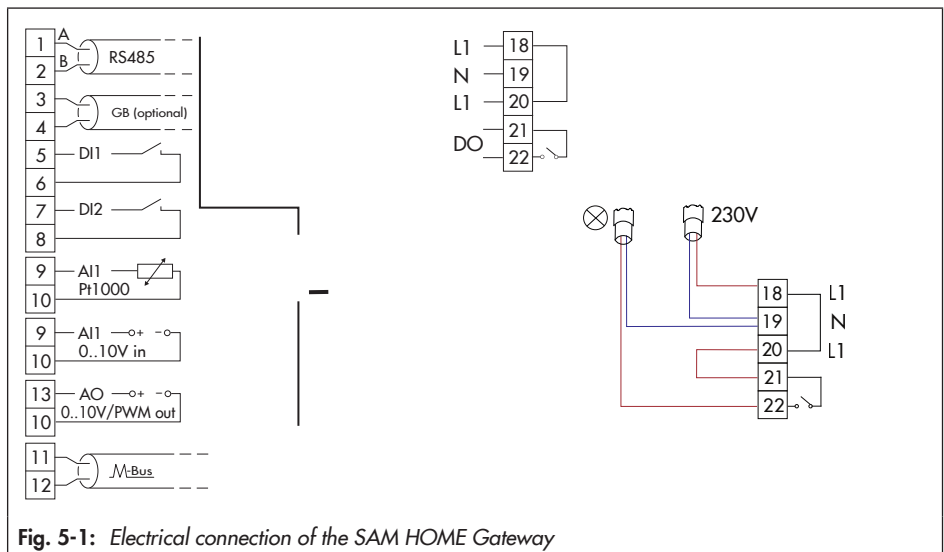 1 A
RS485
2 B
3
GB (optional)
4
5 DI1
6
7 DI2
8
9 AI1
Pt1000
10
9 AI1 + -
0..10V in
10
13 AO + -
0..10V/PWM out
10
11
M-Bus
12
L1 18
N 19
L1 20
21
DO
22
230V
18 L1
19 N
20 L1
21
22
Fig. 5-1: Electrical connection of the SAM HOME Gateway